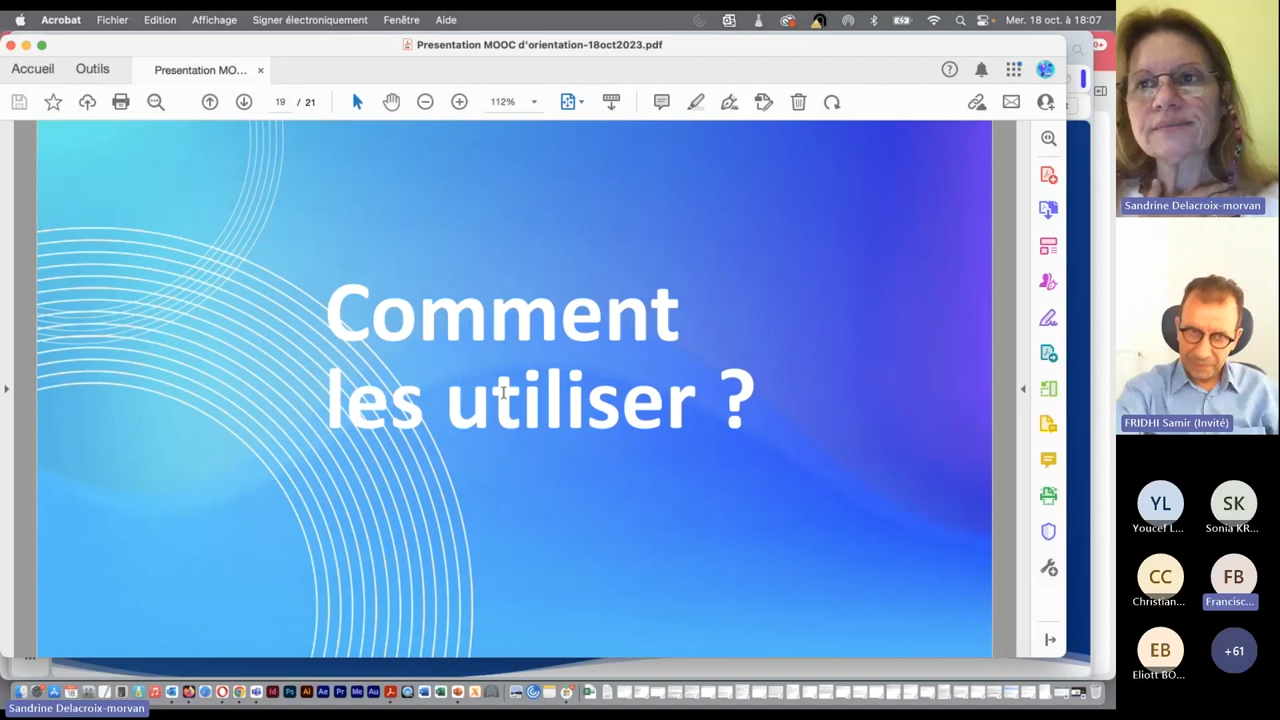 Acrobat Fichier Edition Affichage Signer électroniquement Fenêtre Aide Mer. 18 oct. à 18:07
Presentation MOOC d'orientation-18oct2023.pdf
Accueil Outils Presentation MO... ×
19 / 21 112%
Comment
les utiliser ?
Sandrine Delacroix-morvan
FRIDHI Samir (Invité)
YL SK
Youcef L... Sonia KR...
CC FB
Christian... Francisc...
EB +61
Eliott BO...
Sandrine Delacroix-morvan